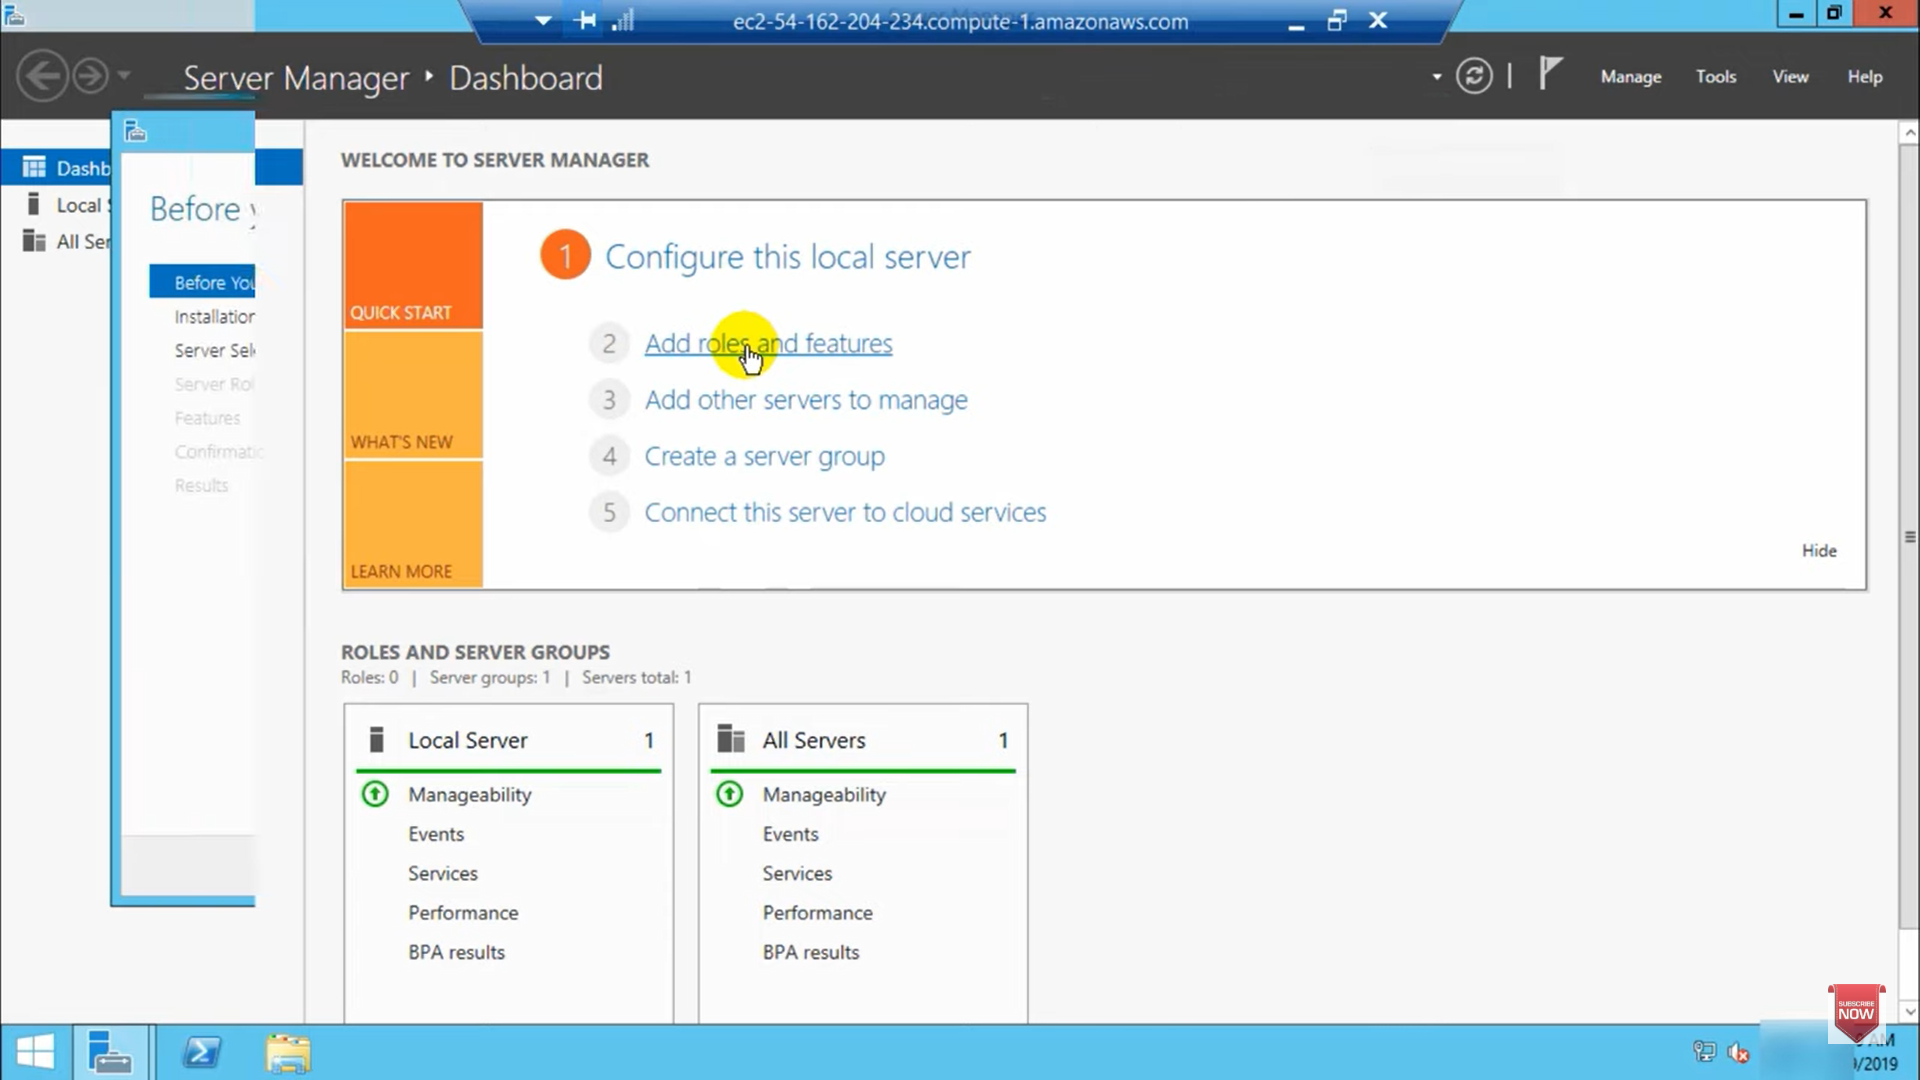 ec2-54-162-204-234.compute-1.amazonaws.com
Server Manager • Dashboard
Manage
Tools
View
Help
Dashb
Local
All Ser
Before
Before You
Installation
Server Sel
Server Rol
Features
Confirmatio
Results
WELCOME TO SERVER MANAGER
QUICK START
WHAT'S NEW
LEARN MORE
1 Configure this local server
2 Add roles and features
3 Add other servers to manage
4 Create a server group
5 Connect this server to cloud services
Hide
ROLES AND SERVER GROUPS
Roles: 0 | Server groups: 1 | Servers total: 1
Local Server 1
Manageability
Events
Services
Performance
BPA results
All Servers 1
Manageability
Events
Services
Performance
BPA results
SUBSCRIBE
NOW
AM
/2019